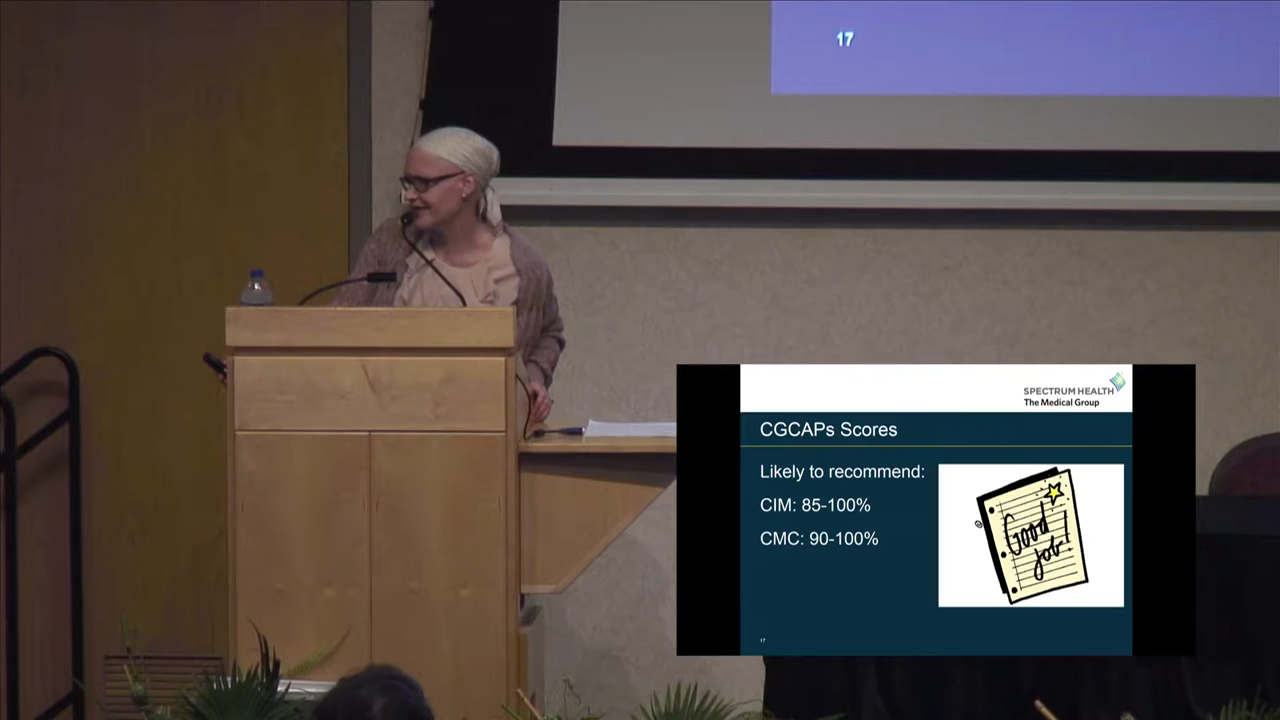 17
SPECTRUM HEALTH
The Medical Group
CGCAPs Scores
Likely to recommend:
CIM: 85-100%
CMC: 90-100%
Good
job!
17